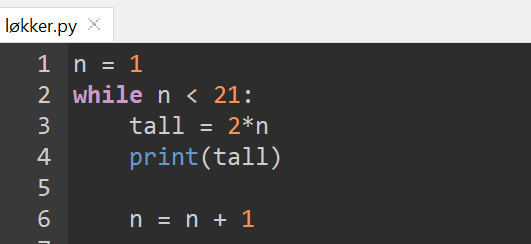 løkker.py
1 n = 1
2 while n < 21:
3     tall = 2*n
4     print(tall)
5
6     n = n + 1